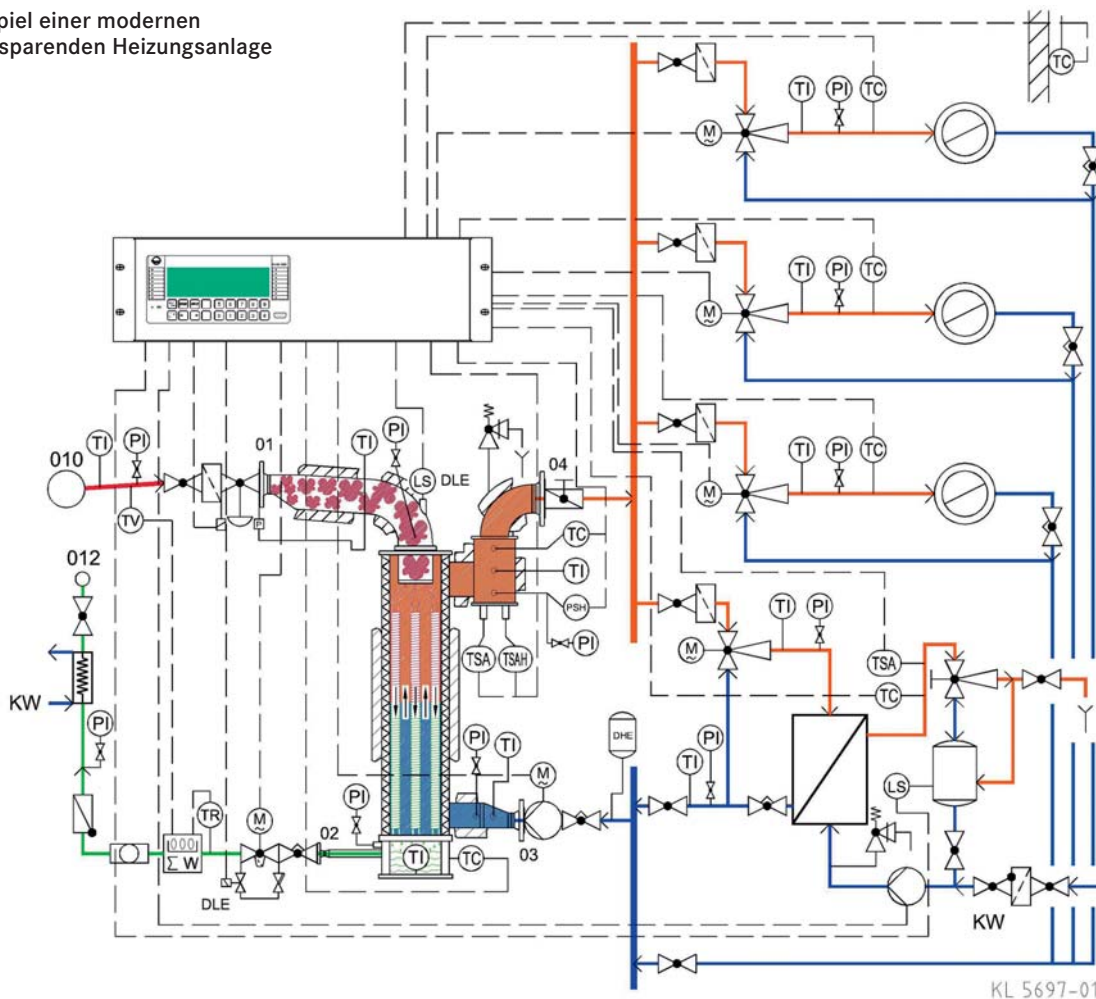 piel einer modernen
sparenden Heizungsanlage
TC
TI PI TC
M
~
TI PI TC
M
~
TI PI TC
M
~
010
TI
PI
01
TI
PI
LS DLE
04
TV
P
TC
TI
PSH
PI
TSA TSAH
012
KW
PI
TI PI
M
~
TSA
TC
DHE
TI PI
LS
PI TI M
~
03
TR
M
~
PI
02
TI
TC
000
Σ W
DLE
KW
KL 5697-01